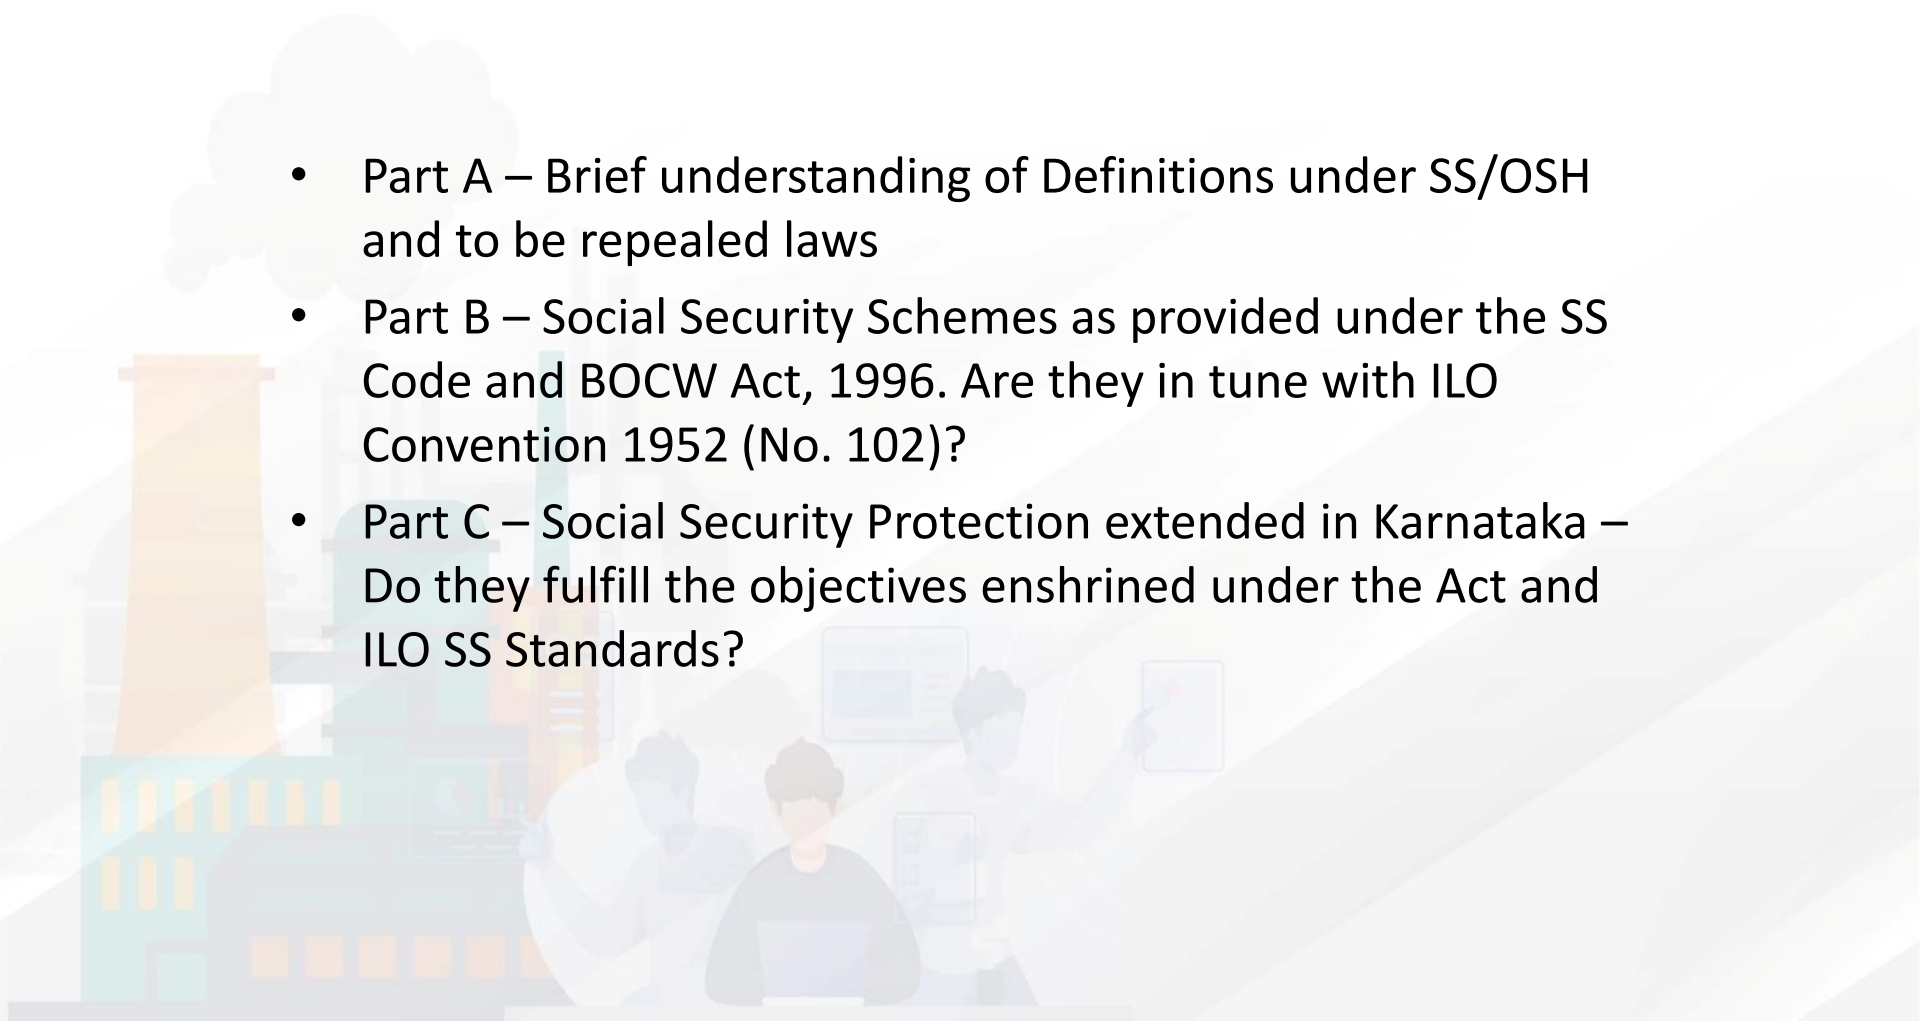 • Part A – Brief understanding of Definitions under SS/OSH
and to be repealed laws
• Part B – Social Security Schemes as provided under the SS
Code and BOCW Act, 1996. Are they in tune with ILO
Convention 1952 (No. 102)?
• Part C – Social Security Protection extended in Karnataka –
Do they fulfill the objectives enshrined under the Act and
ILO SS Standards?